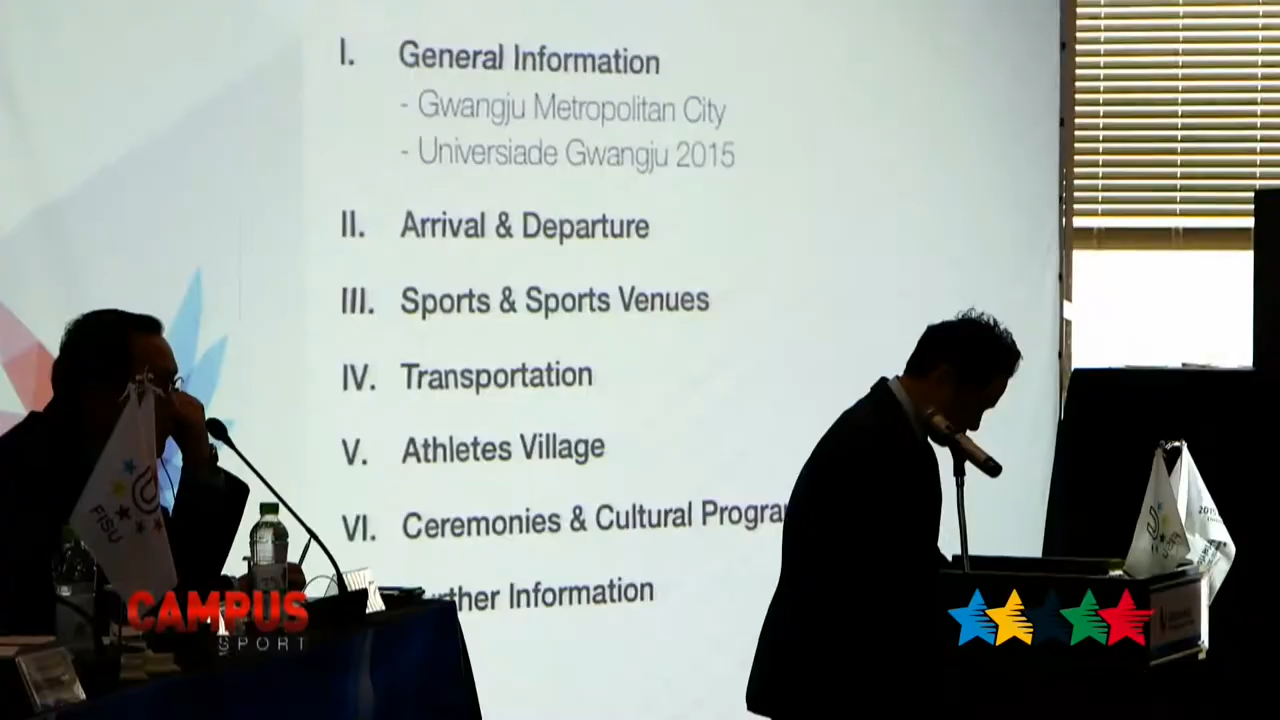 I. General Information
- Gwangju Metropolitan City
- Universiade Gwangju 2015
II. Arrival & Departure
III. Sports & Sports Venues
IV. Transportation
V. Athletes Village
VI. Ceremonies & Cultural Progra
rther Information
FISU
CAMPUS
SPORT
2015